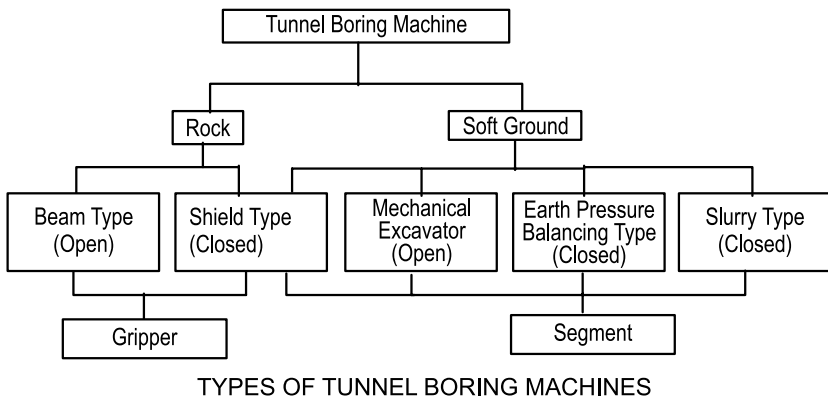 Tunnel Boring Machine
Rock
Soft Ground
Beam Type
(Open)
Shield Type
(Closed)
Mechanical
Excavator
(Open)
Earth Pressure
Balancing Type
(Closed)
Slurry Type
(Closed)
Gripper
Segment
TYPES OF TUNNEL BORING MACHINES